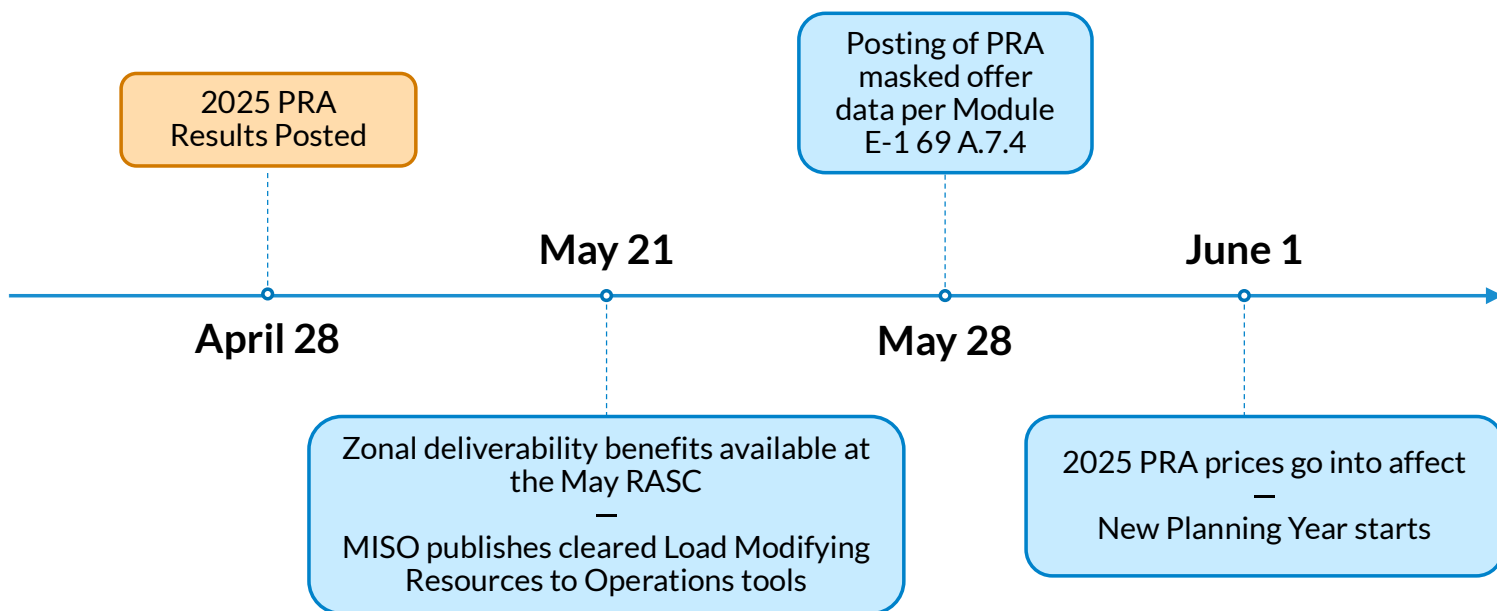 2025 PRA
Results Posted
April 28
May 21
Zonal deliverability benefits available at
the May RASC
—
MISO publishes cleared Load Modifying
Resources to Operations tools
Posting of PRA
masked offer
data per Module
E-1 69 A.7.4
May 28
June 1
2025 PRA prices go into affect
—
New Planning Year starts